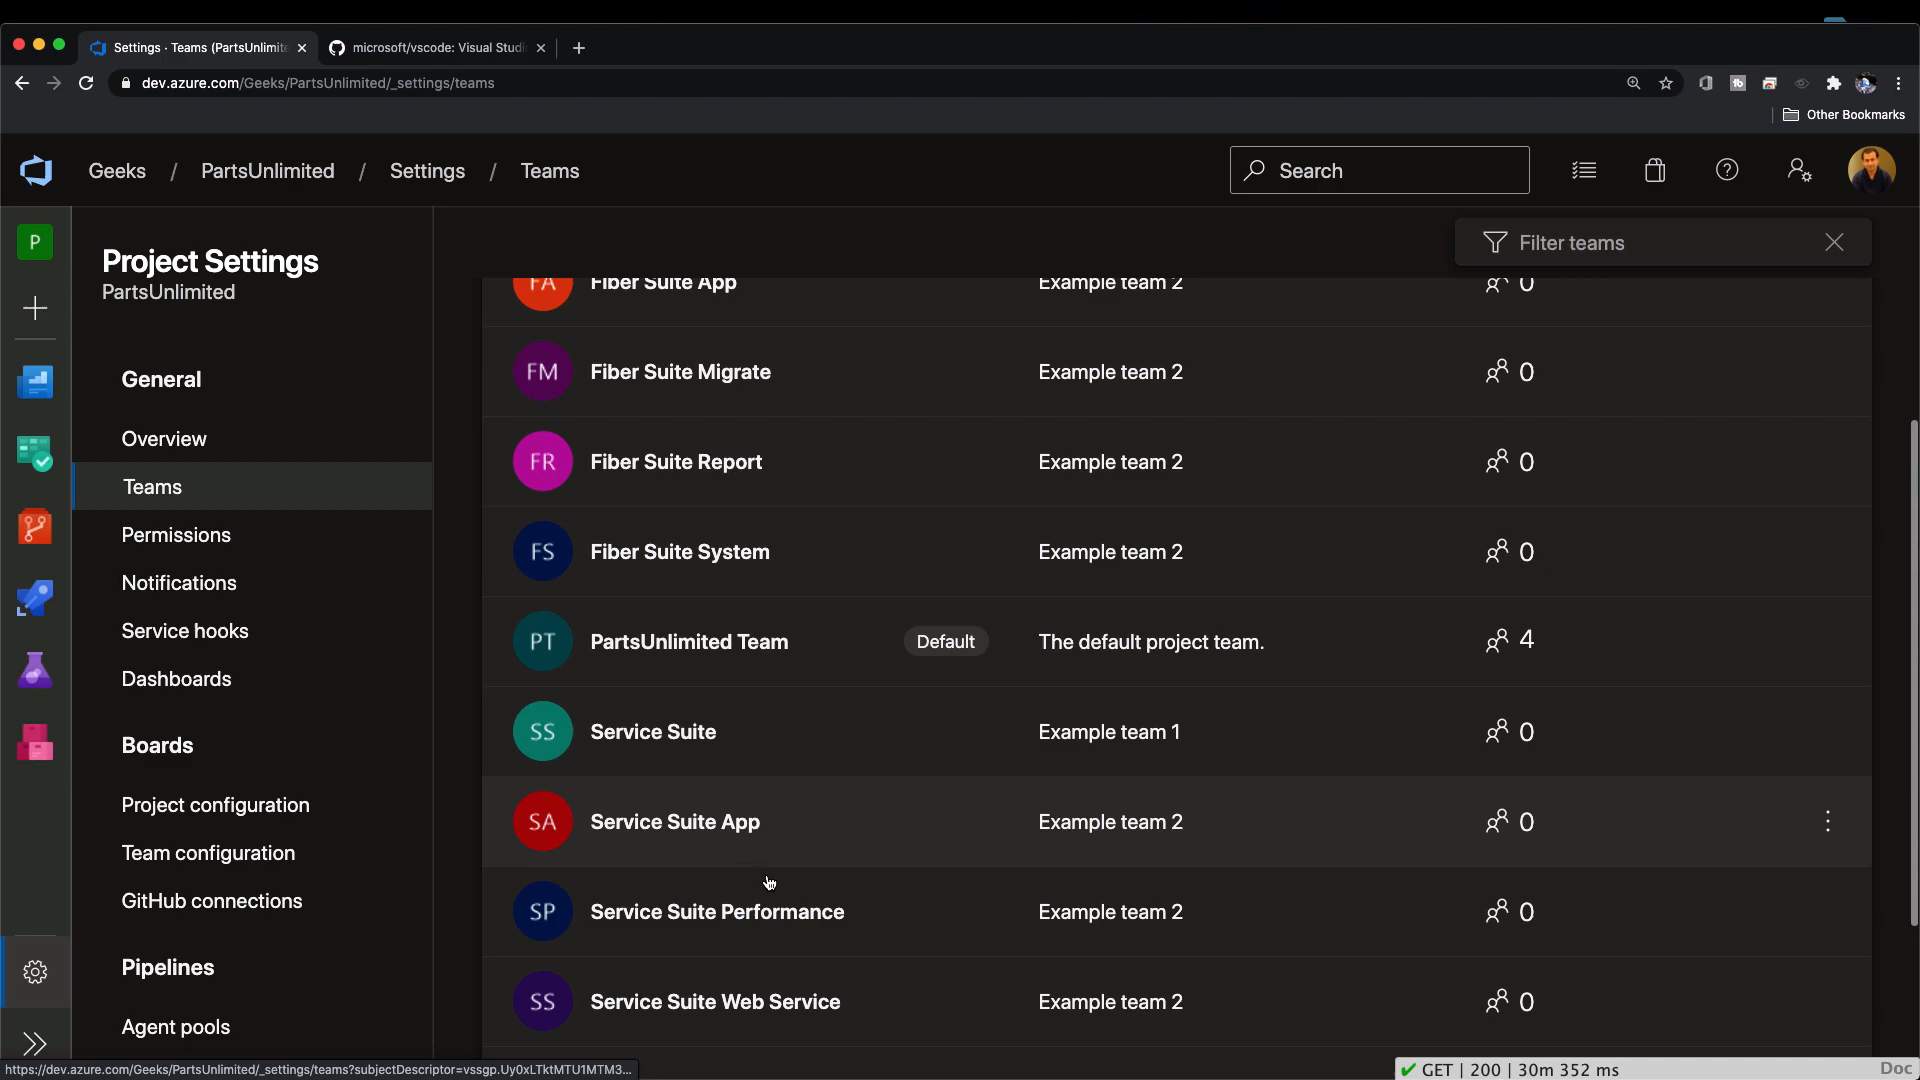 Settings · Teams (PartsUnlimite
microsoft/vscode: Visual Studi
dev.azure.com/Geeks/PartsUnlimited/_settings/teams
Other Bookmarks
Geeks / PartsUnlimited / Settings / Teams
Search
P
Project Settings
PartsUnlimited
General
Overview
Teams
Permissions
Notifications
Service hooks
Dashboards
Boards
Project configuration
Team configuration
GitHub connections
Pipelines
Agent pools
Filter teams
FA Fiber Suite App Example team 2 0
FM Fiber Suite Migrate Example team 2 0
FR Fiber Suite Report Example team 2 0
FS Fiber Suite System Example team 2 0
PT PartsUnlimited Team Default The default project team. 4
SS Service Suite Example team 1 0
SA Service Suite App Example team 2 0
SP Service Suite Performance Example team 2 0
SS Service Suite Web Service Example team 2 0
https://dev.azure.com/Geeks/PartsUnlimited/_settings/teams?subjectDescriptor=vssgp.Uy0xLTktMTU1MTM3...
GET | 200 | 30m 352 ms
Doc